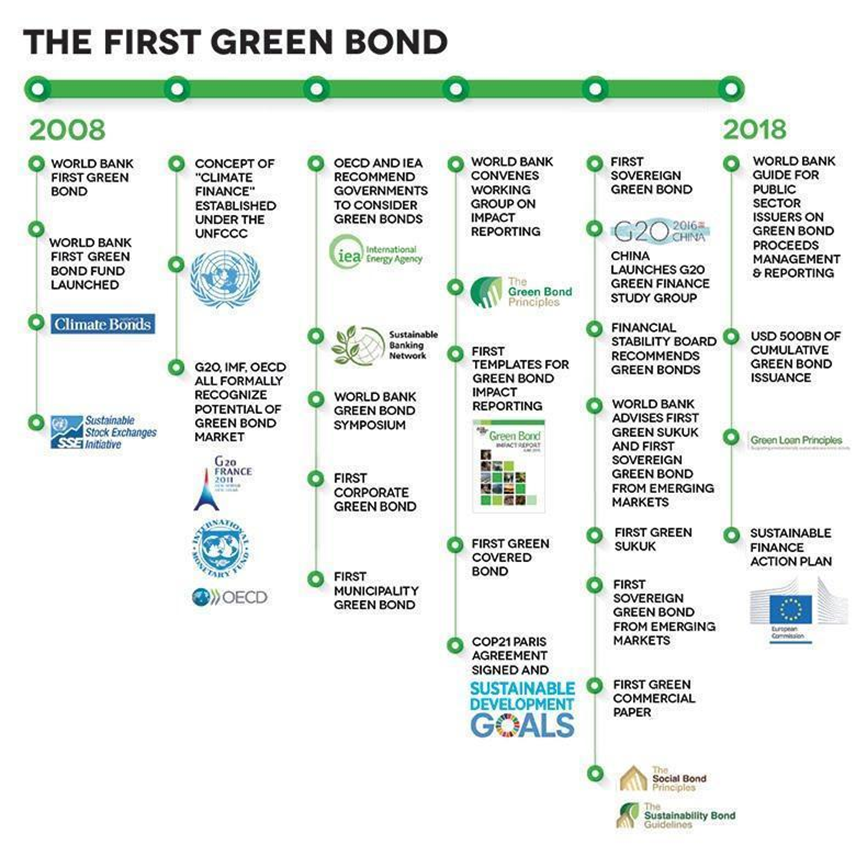 THE FIRST GREEN BOND
2008
WORLD BANK
FIRST GREEN
BOND
WORLD BANK
FIRST GREEN
BOND FUND
LAUNCHED
Climate Bonds
SSE
Sustainable
Stock Exchanges
Initiative
CONCEPT OF
"CLIMATE
FINANCE"
ESTABLISHED
UNDER THE
UNFCCC
G20, IMF, OECD
ALL FORMALLY
RECOGNIZE
POTENTIAL OF
GREEN BOND
MARKET
G20
FRANCE
2011
INTERNATIONAL
MONETARY FUND
OECD
OECD AND IEA
RECOMMEND
GOVERNMENTS
TO CONSIDER
GREEN BONDS
iea
International
Energy Agency
Sustainable
Banking
Network
WORLD BANK
GREEN BOND
SYMPOSIUM
FIRST
CORPORATE
GREEN BOND
FIRST
MUNICIPALITY
GREEN BOND
WORLD BANK
CONVENES
WORKING
GROUP ON
IMPACT
REPORTING
The
Green Bond
Principles
FIRST
TEMPLATES FOR
GREEN BOND
IMPACT
REPORTING
Green Bond
IMPACT REPORT
FIRST GREEN
COVERED
BOND
COP21 PARIS
AGREEMENT
SIGNED AND
SUSTAINABLE
DEVELOPMENT
GOALS
FIRST
SOVEREIGN
GREEN BOND
G20 2016
CHINA
CHINA
LAUNCHES G20
GREEN FINANCE
STUDY GROUP
FINANCIAL
STABILITY BOARD
RECOMMENDS
GREEN BONDS
WORLD BANK
ADVISES FIRST
GREEN SUKUK
AND FIRST
SOVEREIGN
GREEN BOND
FROM EMERGING
MARKETS
FIRST GREEN
SUKUK
FIRST
SOVEREIGN
GREEN BOND
FROM EMERGING
MARKETS
FIRST GREEN
COMMERCIAL
PAPER
The
Social Bond
Principles
The
Sustainability Bond
Guidelines
2018
WORLD BANK
GUIDE FOR
PUBLIC
SECTOR
ISSUERS ON
GREEN BOND
PROCEEDS
MANAGEMENT
& REPORTING
USD 500BN OF
CUMULATIVE
GREEN BOND
ISSUANCE
Green Loan Principles
SUSTAINABLE
FINANCE
ACTION PLAN
European
Commission